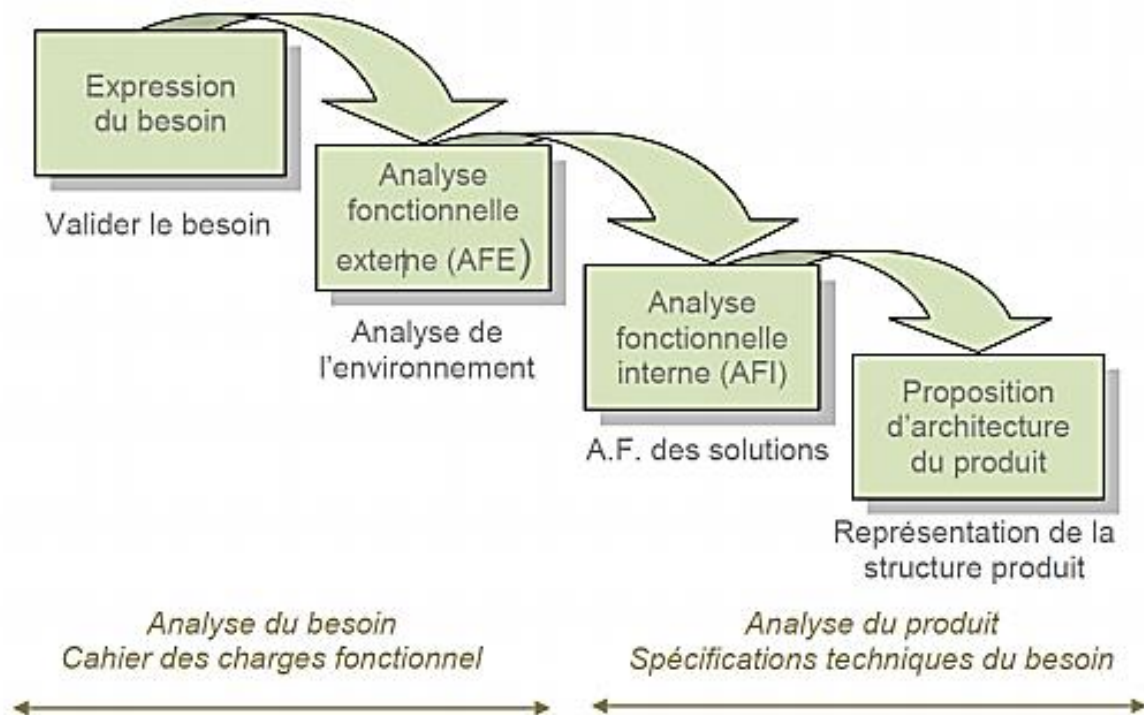 Expression
du besoin
Valider le besoin
Analyse
fonctionnelle
externe (AFE)
Analyse de
l'environnement
Analyse
fonctionnelle
interne (AFI)
A.F. des solutions
Proposition
d'architecture
du produit
Représentation de la
structure produit
Analyse du besoin
Cahier des charges fonctionnel
Analyse du produit
Spécifications techniques du besoin